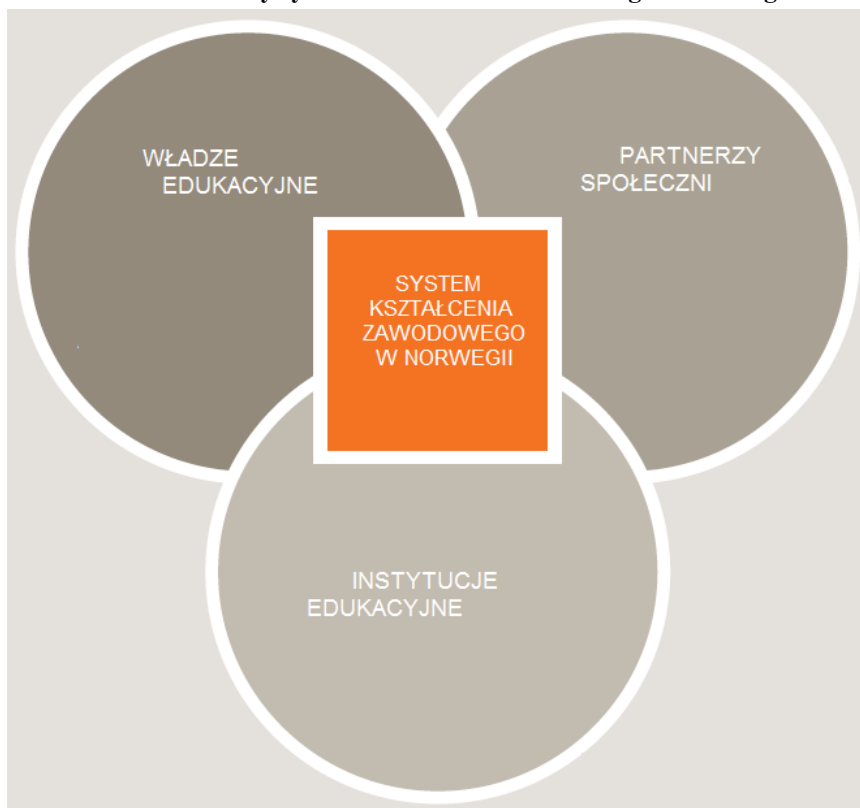 WŁADZE
EDUKACYJNE
PARTNERZY
SPOŁECZNI
SYSTEM
KSZTAŁCENIA
ZAWODOWEGO
W NORWEGII
INSTYTUCJE
EDUKACYJNE